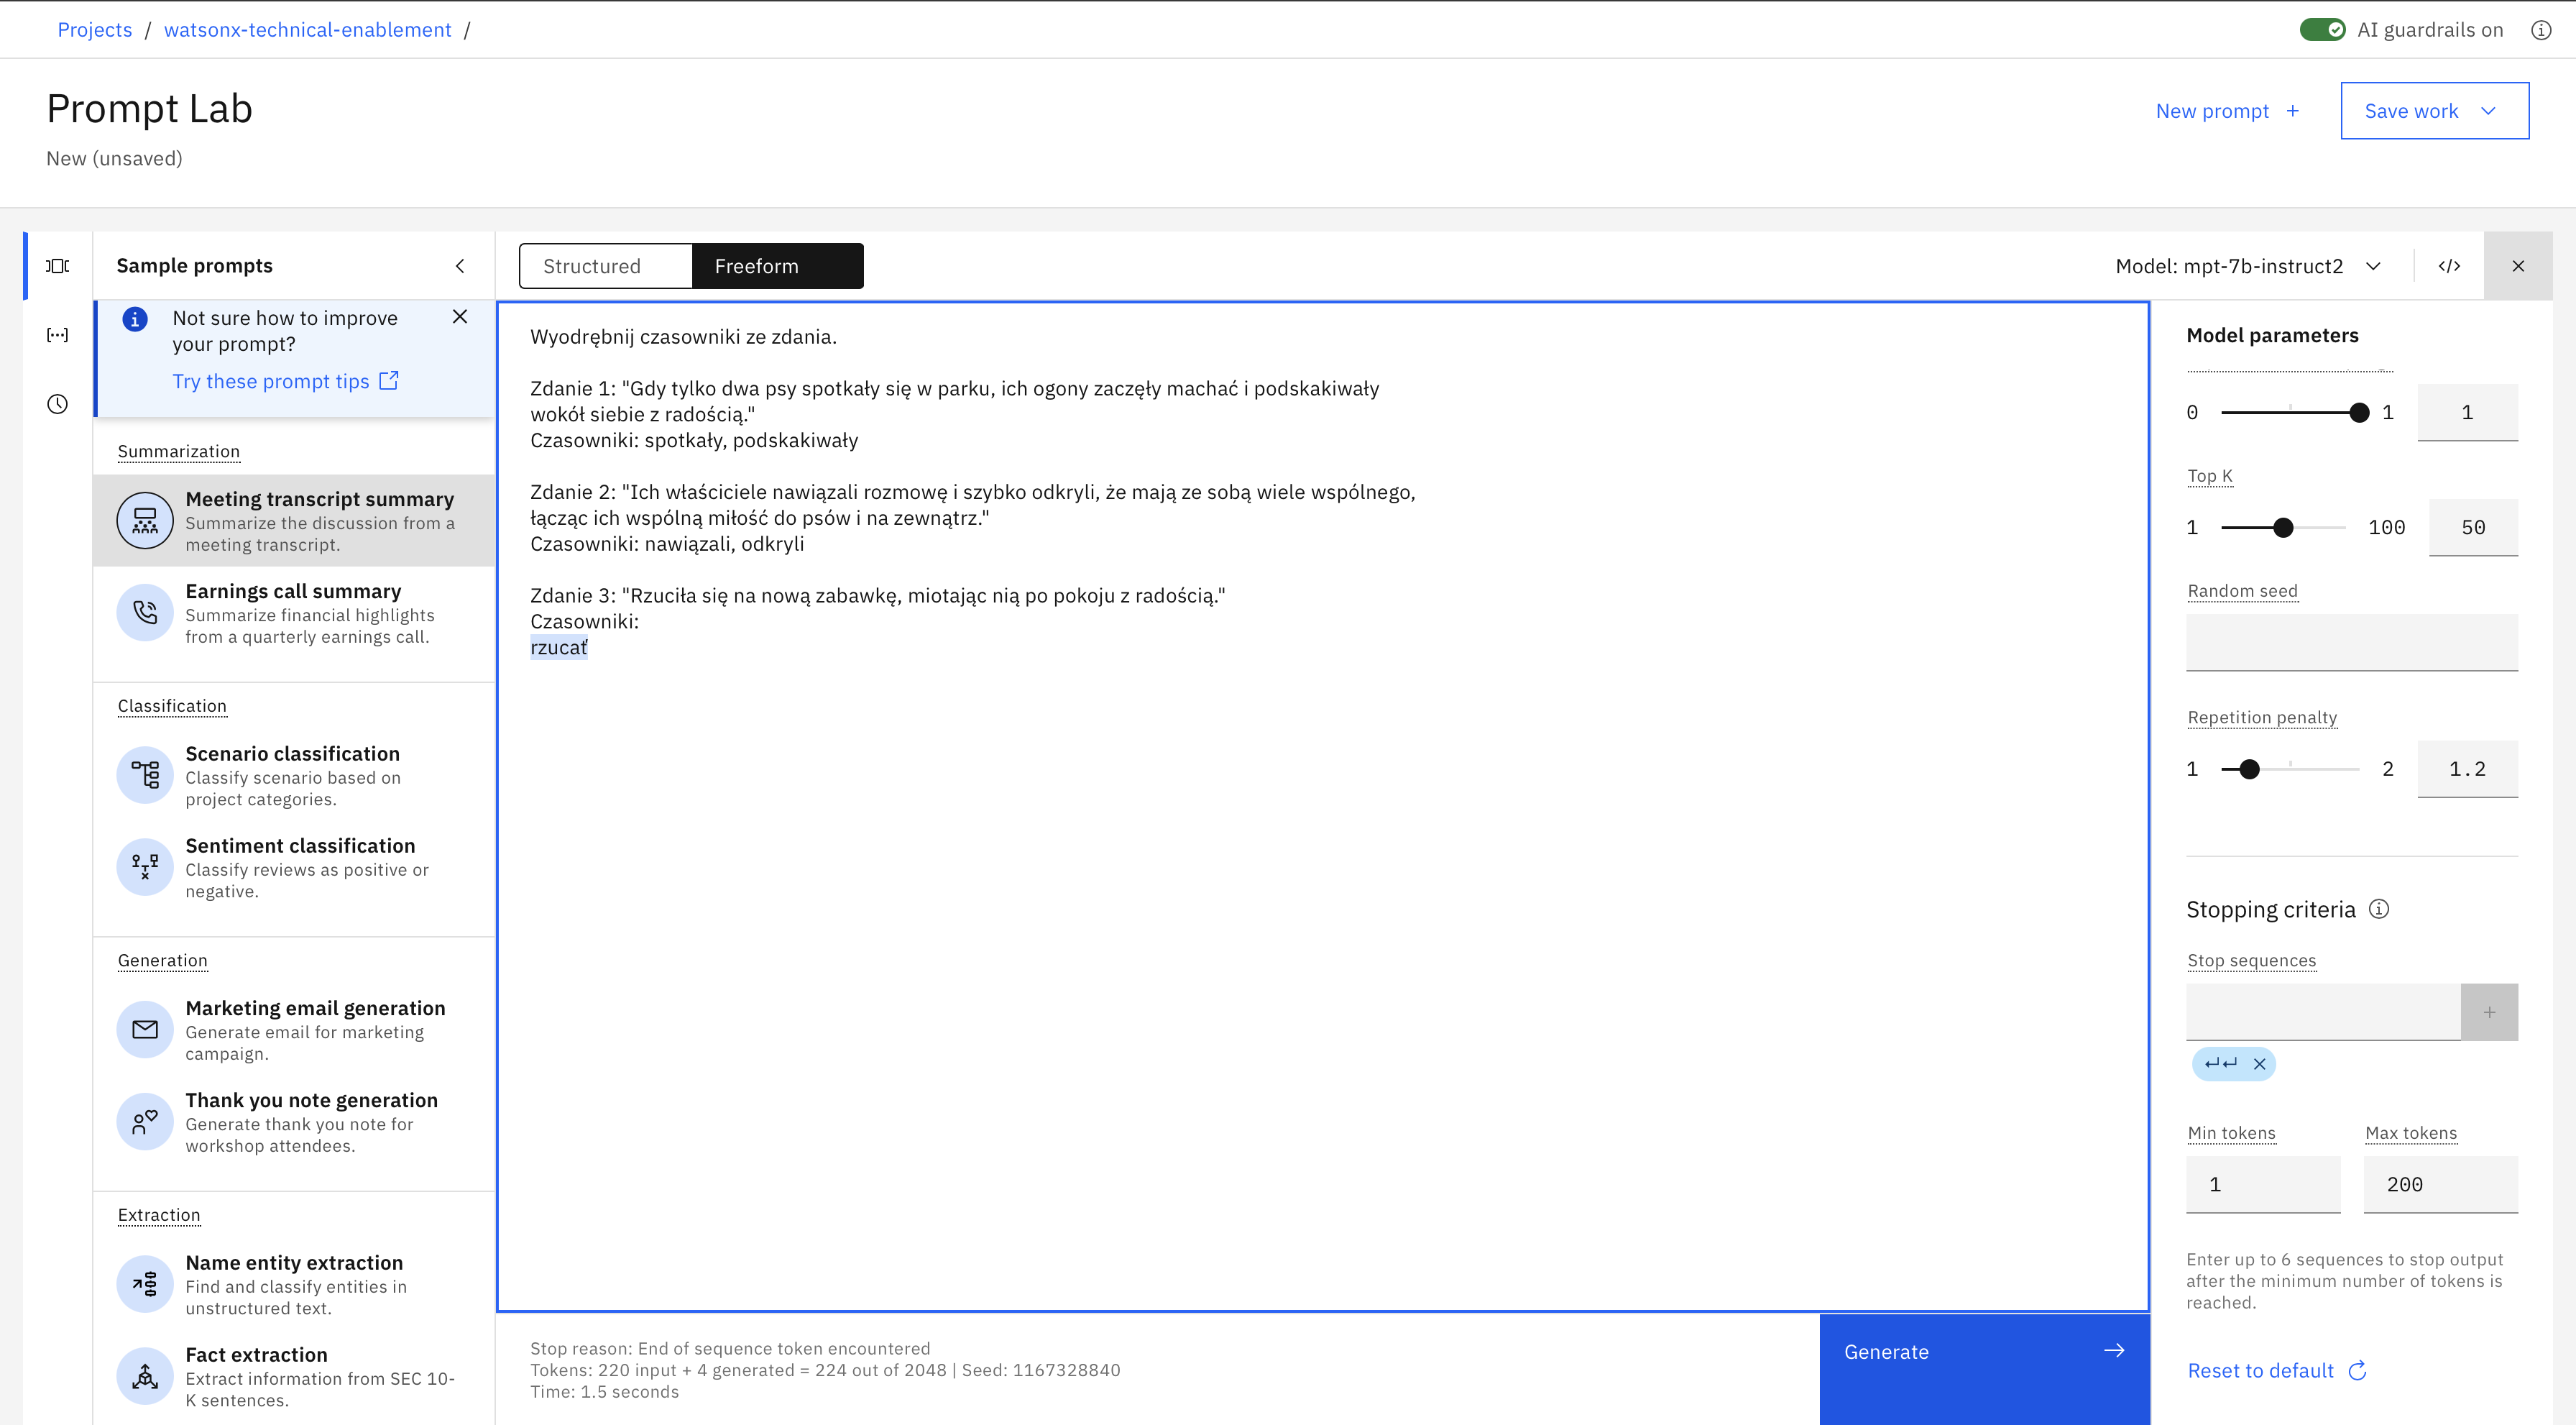 Projects / watsonx-technical-enablement /
AI guardrails on
Prompt Lab
New (unsaved)
New prompt +
Save work
Sample prompts
Not sure how to improve
your prompt?
Try these prompt tips
Summarization
Meeting transcript summary
Summarize the discussion from a
meeting transcript.
Earnings call summary
Summarize financial highlights
from a quarterly earnings call.
Classification
Scenario classification
Classify scenario based on
project categories.
Sentiment classification
Classify reviews as positive or
negative.
Generation
Marketing email generation
Generate email for marketing
campaign.
Thank you note generation
Generate thank you note for
workshop attendees.
Extraction
Name entity extraction
Find and classify entities in
unstructured text.
Fact extraction
Extract information from SEC 10-
K sentences.
Structured
Freeform
Model: mpt-7b-instruct2
Wyodrębnij czasowniki ze zdania.
Zdanie 1: "Gdy tylko dwa psy spotkały się w parku, ich ogony zaczęły machać i podskakiwały
wokół siebie z radością."
Czasowniki: spotkały, podskakiwały
Zdanie 2: "Ich właściciele nawiązali rozmowę i szybko odkryli, że mają ze sobą wiele wspólnego,
łącząc ich wspólną miłość do psów i na zewnątrz."
Czasowniki: nawiązali, odkryli
Zdanie 3: "Rzuciła się na nową zabawkę, miotając nią po pokoju z radością."
Czasowniki:
rzucať
Stop reason: End of sequence token encountered
Tokens: 220 input + 4 generated = 224 out of 2048 | Seed: 1167328840
Time: 1.5 seconds
Generate
Model parameters
0 1 1
Top K
1 100 50
Random seed
Repetition penalty
1 2 1.2
Stopping criteria
Stop sequences
+
Min tokens
Max tokens
1
200
Enter up to 6 sequences to stop output
after the minimum number of tokens is
reached.
Reset to default